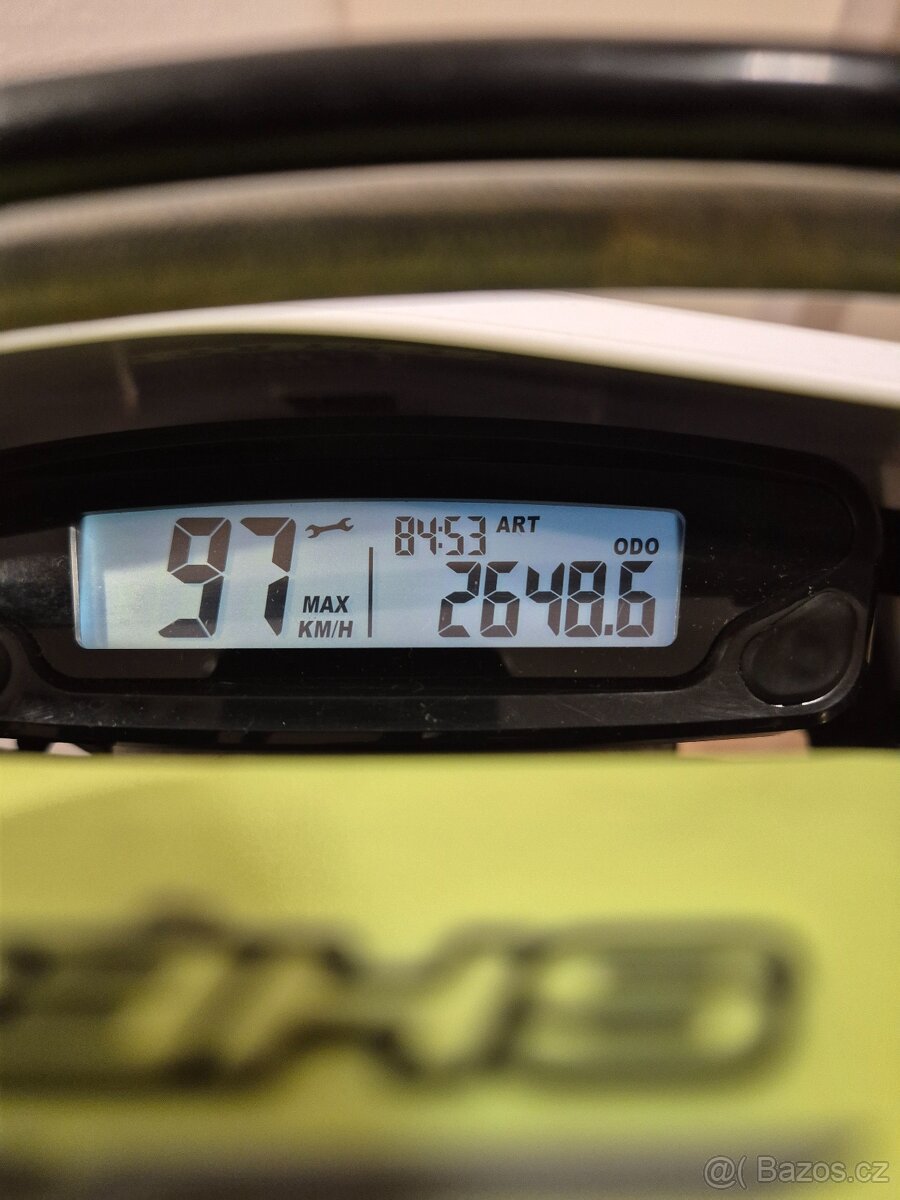 97 MAX KM/H
84:53 ART
ODO
2648.6
@( Bazos.cz